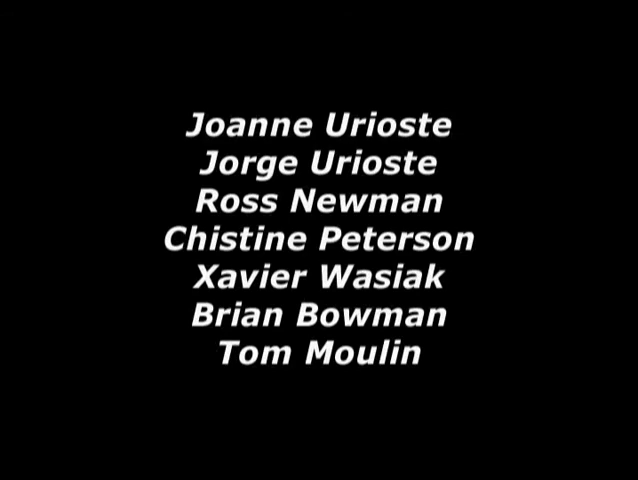 Joanne Urioste
Jorge Urioste
Ross Newman
Chistine Peterson
Xavier Wasiak
Brian Bowman
Tom Moulin